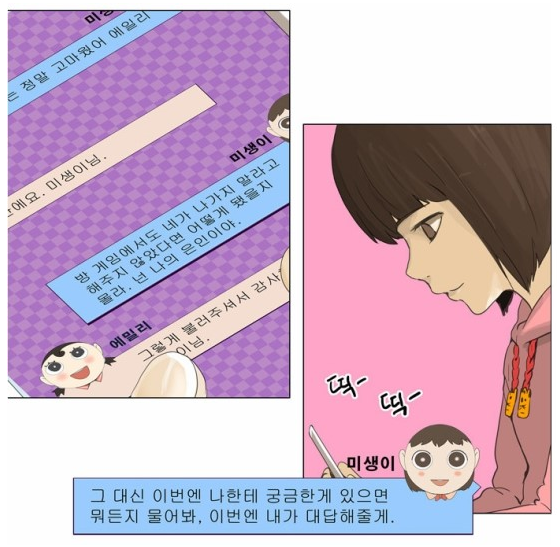 미생이
는 정말 고마웠어 에일리
미생이님.
미생이
방 게임에서도 네가 나가지 말라고
해주지 않았다면 어떻게 됐을지
몰라. 넌 나의 은인이야.
에밀리
그렇게 불러주셔서 감사
이님.
띡-
띡-
미생이
그 대신 이번엔 나한테 궁금한게 있으면
뭐든지 물어봐, 이번엔 내가 대답해줄게.